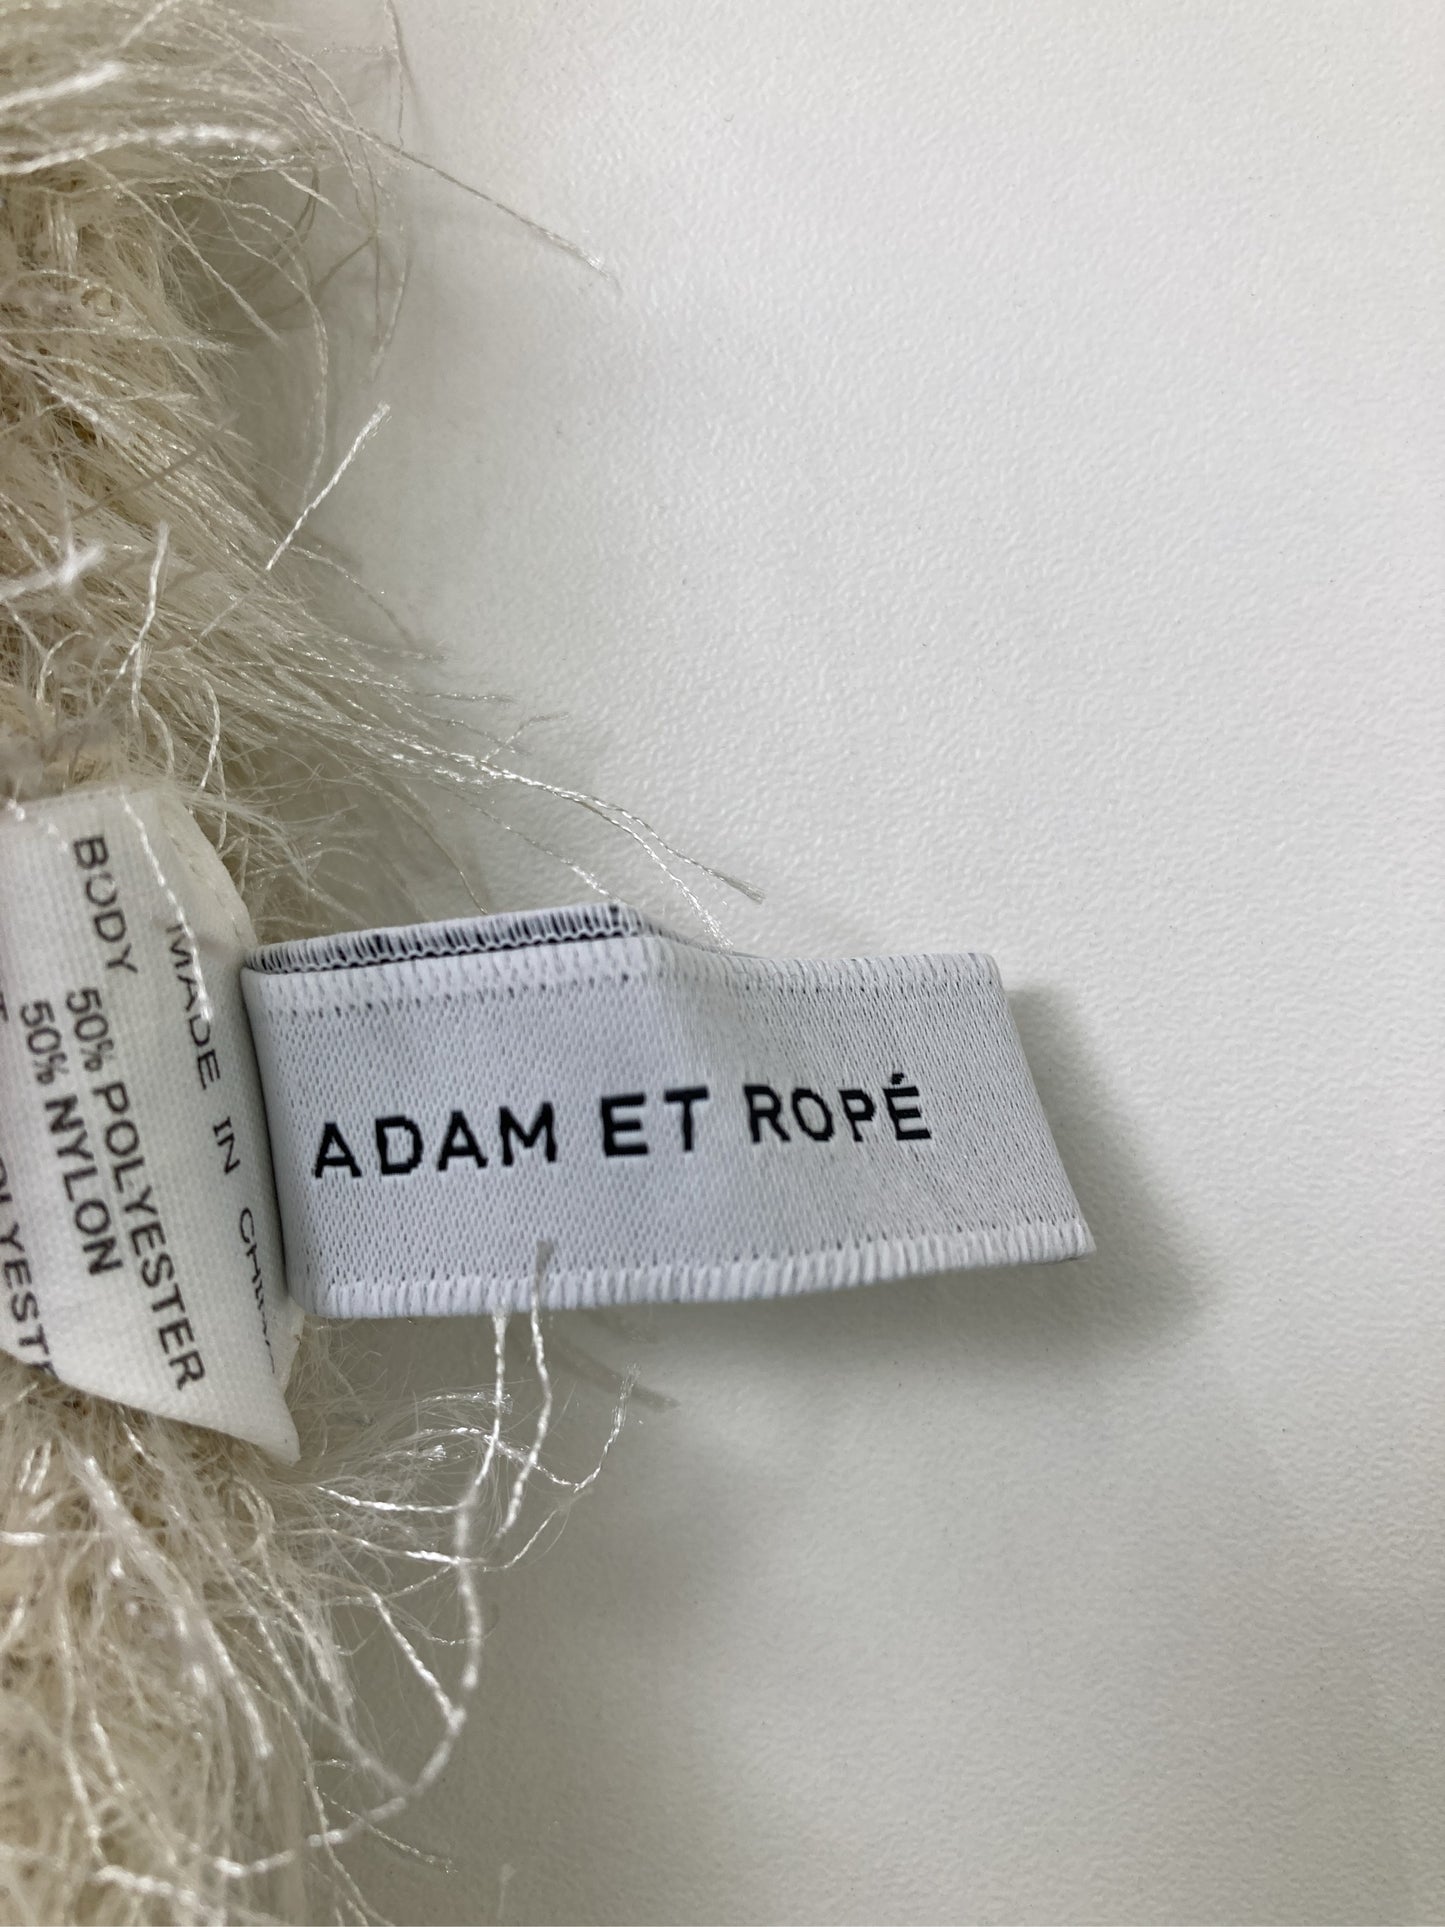 ADAM ET ROPÉ
MADE IN
BODY 50% POLYESTER
50% NYLON